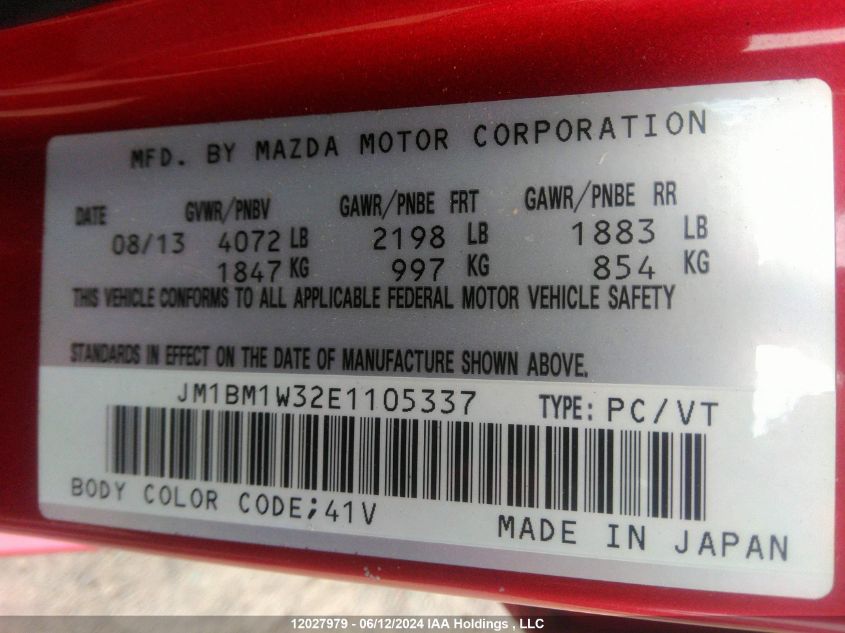 MFD. BY MAZDA MOTOR CORPORATION
DATE GVWR/PNBV GAWR/PNBE FRT GAWR/PNBE RR
08/13 4072 LB 2198 LB 1883 LB
1847 KG 997 KG 854 KG
THIS VEHICLE CONFORMS TO ALL APPLICABLE FEDERAL MOTOR VEHICLE SAFETY
STANDARDS IN EFFECT ON THE DATE OF MANUFACTURE SHOWN ABOVE.
JM1BM1W32E1105337 TYPE: PC/VT
BODY COLOR CODE;41V
MADE IN JAPAN
12027979 - 06/12/2024 IAA Holdings , LLC